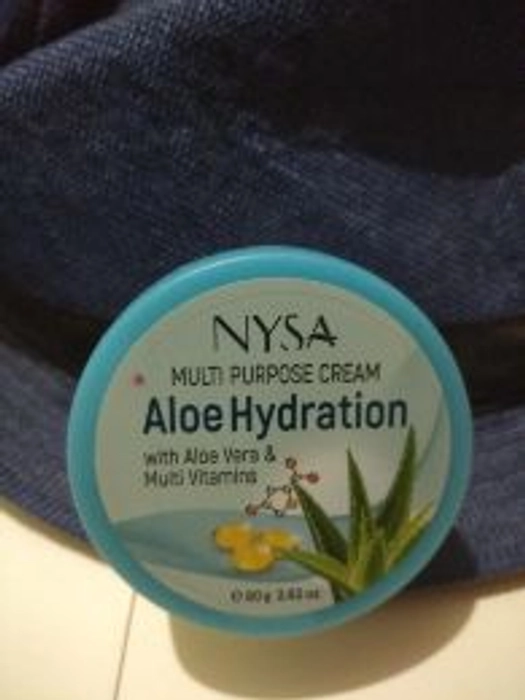 NYSA
MULTI PURPOSE CREAM
Aloe Hydration
with Aloe Vera &
Multi Vitamins